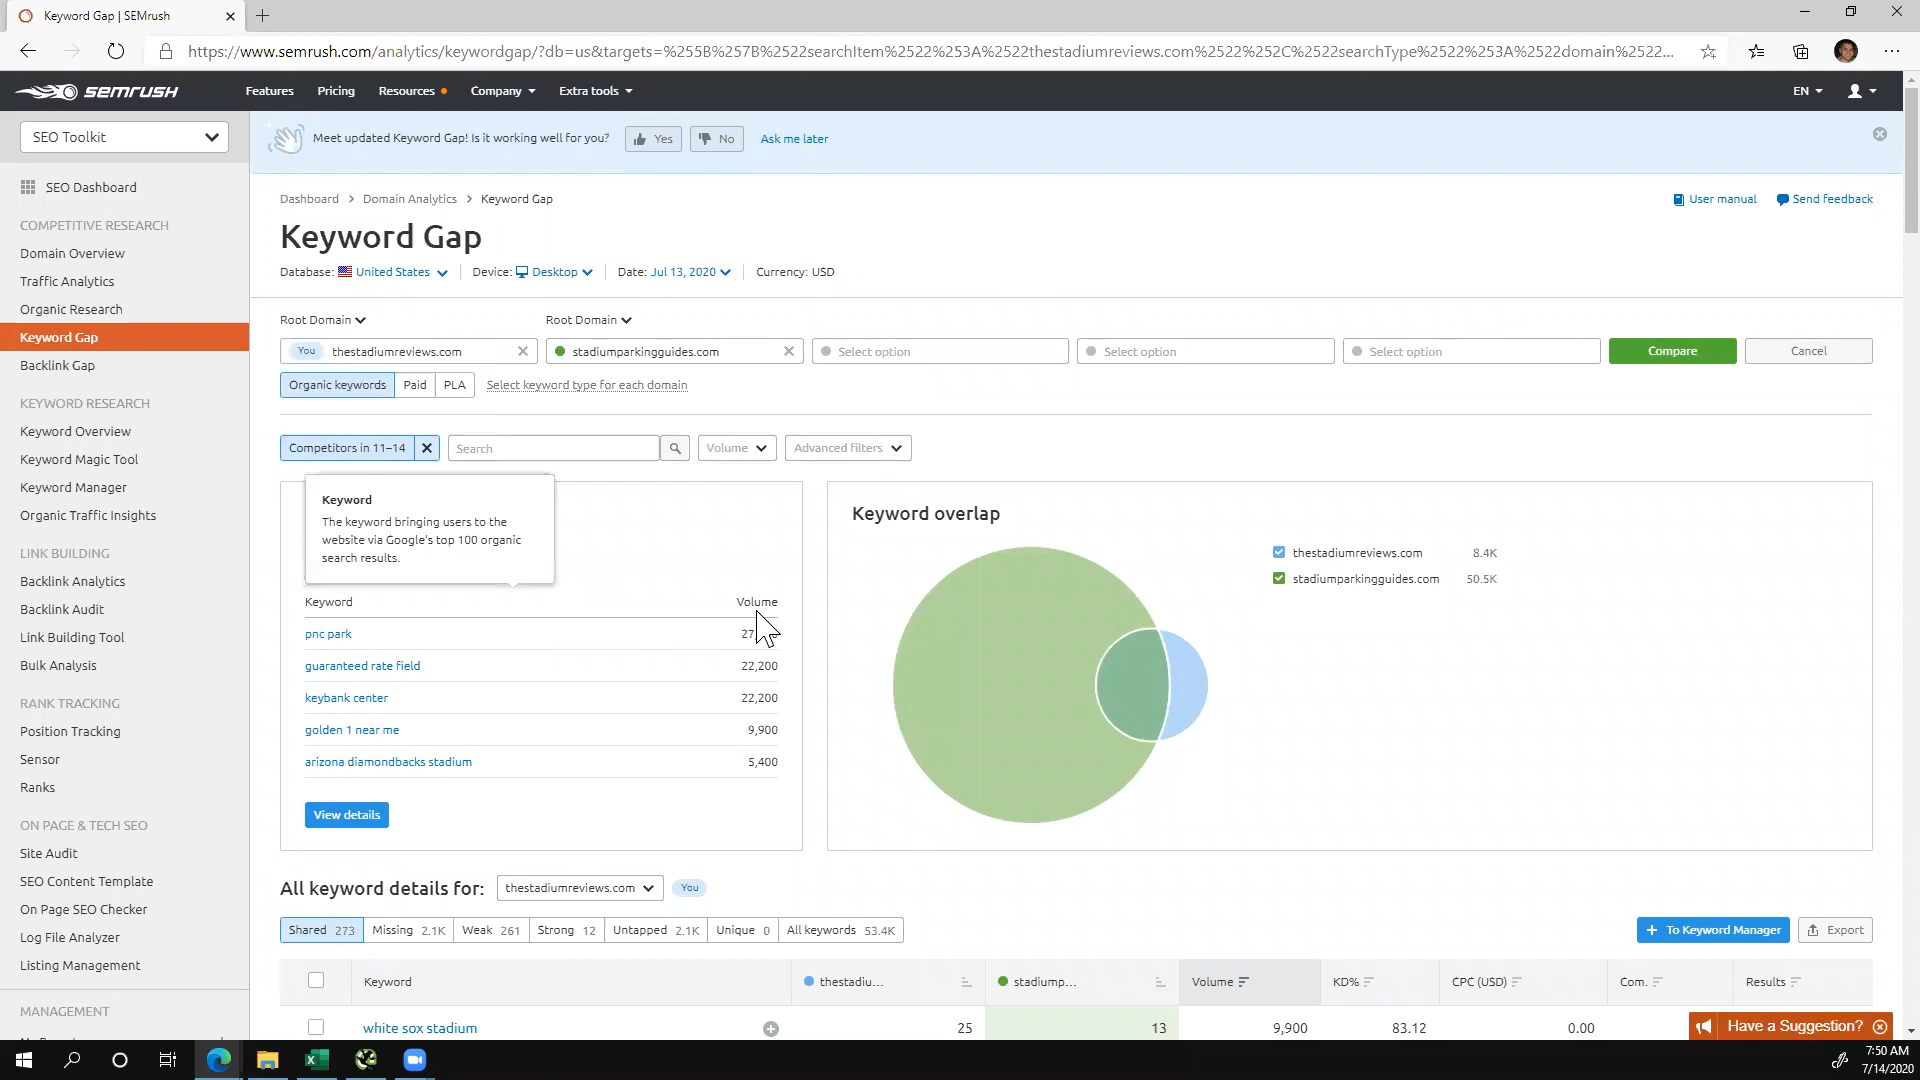 Keyword Gap | SEMrush
https://www.semrush.com/analytics/keywordgap/?db=us&targets=%255B%257B%2522searchItem%2522%253A%2522thestadiumreviews.com%2522%252C%2522searchType%2522%253A%2522domain%2522...
SEMRUSH Features Pricing Resources Company Extra tools EN
SEO Toolkit
Meet updated Keyword Gap! Is it working well for you? Yes No Ask me later
SEO Dashboard
COMPETITIVE RESEARCH
Domain Overview
Traffic Analytics
Organic Research
Keyword Gap
Backlink Gap
KEYWORD RESEARCH
Keyword Overview
Keyword Magic Tool
Keyword Manager
Organic Traffic Insights
LINK BUILDING
Backlink Analytics
Backlink Audit
Link Building Tool
Bulk Analysis
RANK TRACKING
Position Tracking
Sensor
Ranks
ON PAGE & TECH SEO
Site Audit
SEO Content Template
On Page SEO Checker
Log File Analyzer
Listing Management
MANAGEMENT
Dashboard > Domain Analytics > Keyword Gap
User manual Send feedback
Keyword Gap
Database: United States Device: Desktop Date: Jul 13, 2020 Currency: USD
Root Domain Root Domain
You thestadiumreviews.com stadiumparkingguides.com Select option Select option Select option Compare Cancel
Organic keywords Paid PLA Select keyword type for each domain
Competitors in 11–14 Search Volume Advanced filters
Keyword
The keyword bringing users to the
website via Google's top 100 organic
search results.
Keyword Volume
pnc park 27,
guaranteed rate field 22,200
keybank center 22,200
golden 1 near me 9,900
arizona diamondbacks stadium 5,400
View details
Keyword overlap
thestadiumreviews.com 8.4K
stadiumparkingguides.com 50.5K
All keyword details for: thestadiumreviews.com You
Shared 273 Missing 2.1K Weak 261 Strong 12 Untapped 2.1K Unique 0 All keywords 53.4K
+ To Keyword Manager Export
Keyword thestadiu... stadiump... Volume KD% CPC (USD) Com. Results
white sox stadium 25 13 9,900 83.12 0.00
Have a Suggestion?
7:50 AM
7/14/2020